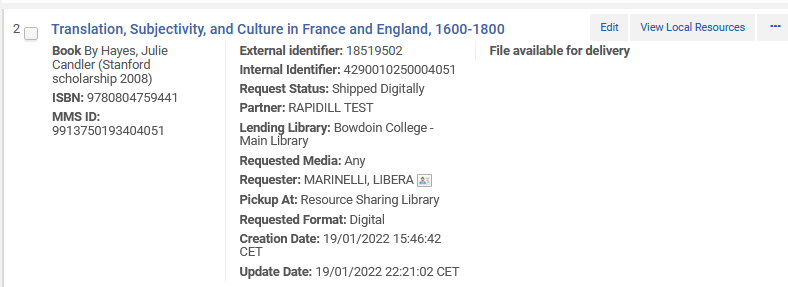 2 Translation, Subjectivity, and Culture in France and England, 1600-1800
Edit
View Local Resources
Book By Hayes, Julie
Candler (Stanford
scholarship 2008)
ISBN: 9780804759441
MMS ID:
9913750193404051
External identifier: 18519502
Internal Identifier: 4290010250004051
Request Status: Shipped Digitally
Partner: RAPIDILL TEST
Lending Library: Bowdoin College -
Main Library
Requested Media: Any
Requester: MARINELLI, LIBERA
Pickup At: Resource Sharing Library
Requested Format: Digital
Creation Date: 19/01/2022 15:46:42
CET
Update Date: 19/01/2022 22:21:02 CET
File available for delivery